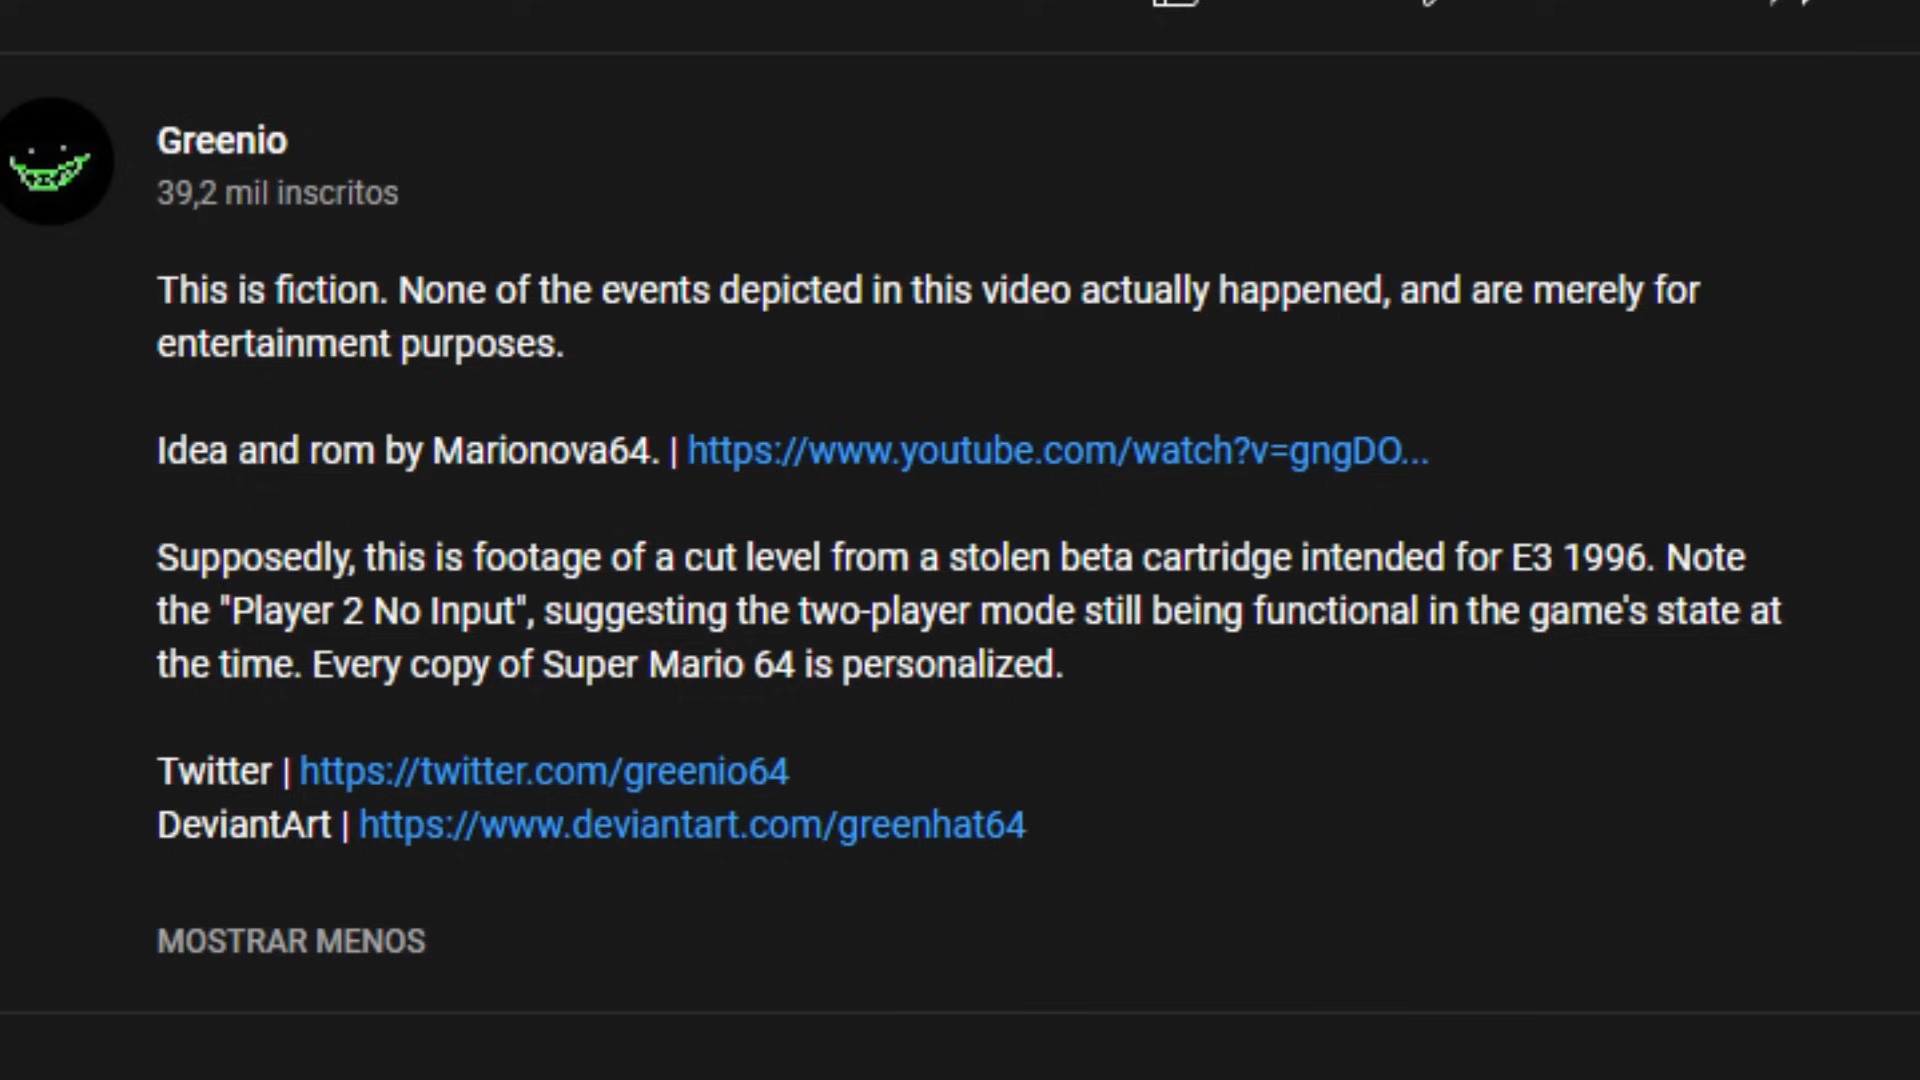 Greenio
39,2 mil inscritos
This is fiction. None of the events depicted in this video actually happened, and are merely for
entertainment purposes.
Idea and rom by Marionova64. | https://www.youtube.com/watch?v=gngDO...
Supposedly, this is footage of a cut level from a stolen beta cartridge intended for E3 1996. Note
the "Player 2 No Input", suggesting the two-player mode still being functional in the game's state at
the time. Every copy of Super Mario 64 is personalized.
Twitter | https://twitter.com/greenio64
DeviantArt | https://www.deviantart.com/greenhat64
MOSTRAR MENOS